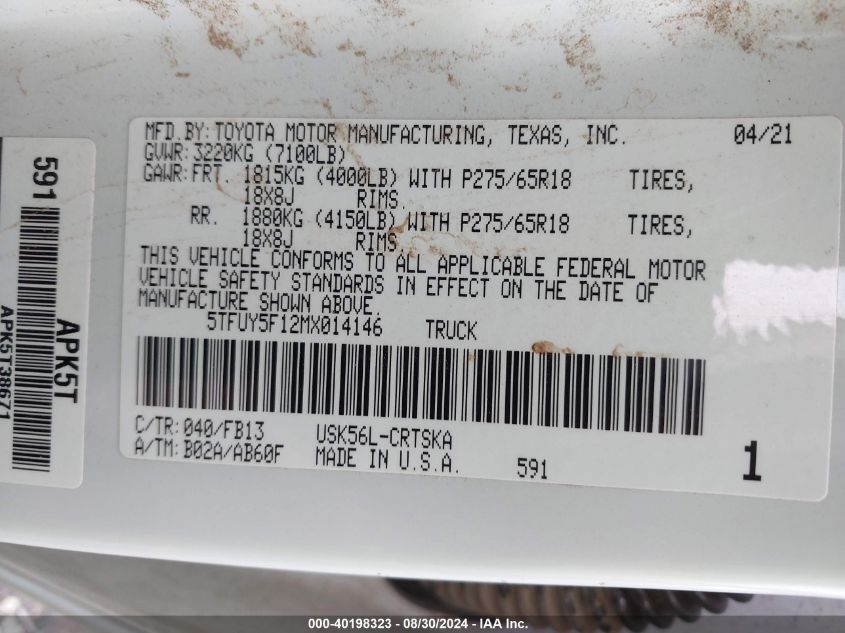 MFD.BY:TOYOTA MOTOR MANUFACTURING, TEXAS, INC. 04/21
GVWR:3220KG (7100LB)
GAWR:FRT. 1815KG (4000LB) WITH P275/65R18 TIRES,
18X8J RIMS.
RR. 1880KG (4150LB) WITH P275/65R18 TIRES,
18X8J RIMS
THIS VEHICLE CONFORMS TO ALL APPLICABLE FEDERAL MOTOR
VEHICLE SAFETY STANDARDS IN EFFECT ON THE DATE OF
MANUFACTURE SHOWN ABOVE.
5TFUY5F12MX014146 TRUCK
C/TR:040/FB13 USK56L-CRTSKA
A/TM:B02A/AB60F MADE IN U.S.A. 591 1
591
APK5T
APK5T38671
000-40198323 - 08/30/2024 - IAA Inc.